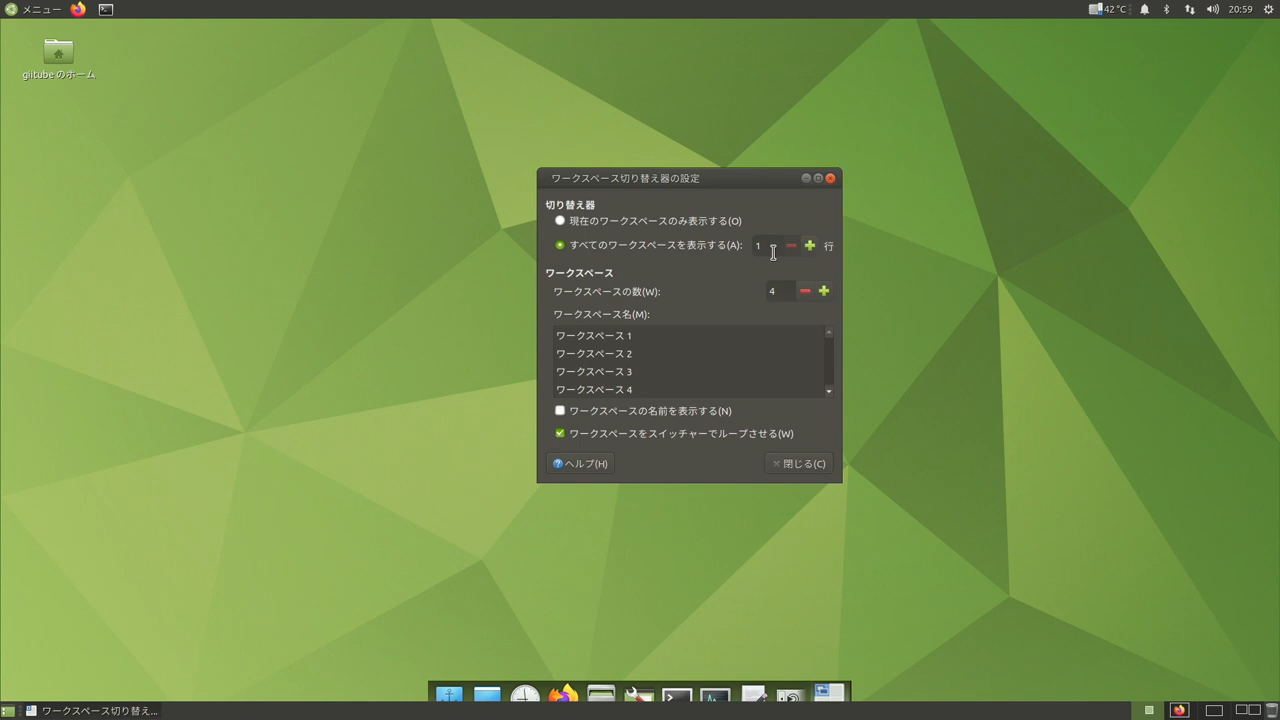 メニュー
42 °C
20:59
glitube のホーム
ワークスペース切り替え器の設定
切り替え器
現在のワークスペースのみ表示する(O)
すべてのワークスペースを表示する(A): 1 行
ワークスペース
ワークスペースの数(W): 4
ワークスペース名(M):
ワークスペース 1
ワークスペース 2
ワークスペース 3
ワークスペース 4
ワークスペースの名前を表示する(N)
ワークスペースをスイッチャーでループさせる(W)
ヘルプ(H) 閉じる(C)
ワークスペース切り替え...